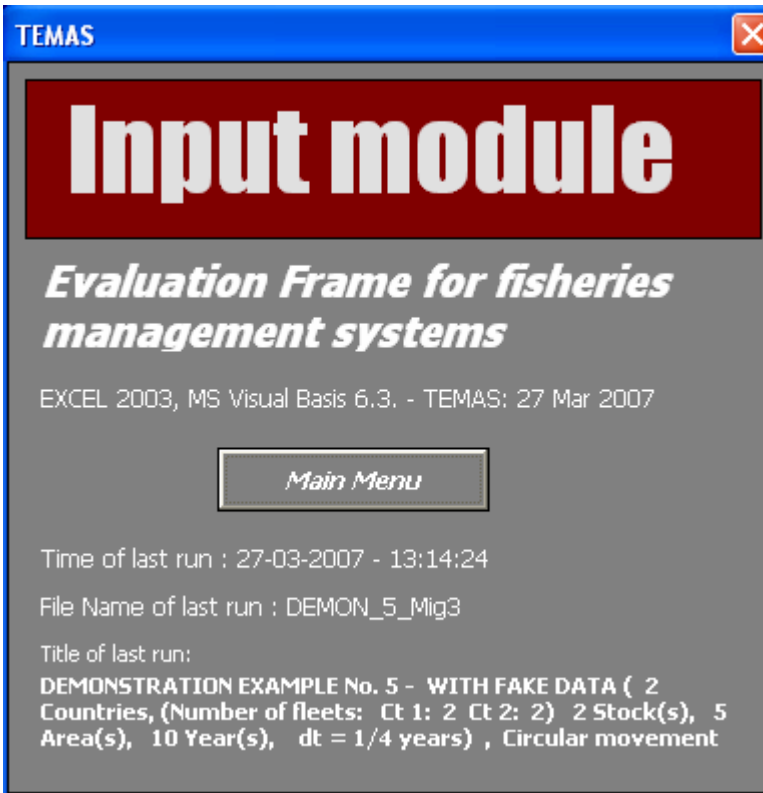 TEMAS
Input module
Evaluation Frame for fisheries
management systems
EXCEL 2003, MS Visual Basis 6.3. - TEMAS: 27 Mar 2007
Main Menu
Time of last run : 27-03-2007 - 13:14:24
File Name of last run : DEMON_5_Mig3
Title of last run:
DEMONSTRATION EXAMPLE No. 5 - WITH FAKE DATA ( 2
Countries, (Number of fleets: Ct 1: 2 Ct 2: 2) 2 Stock(s), 5
Area(s), 10 Year(s), dt = 1/4 years) , Circular movement